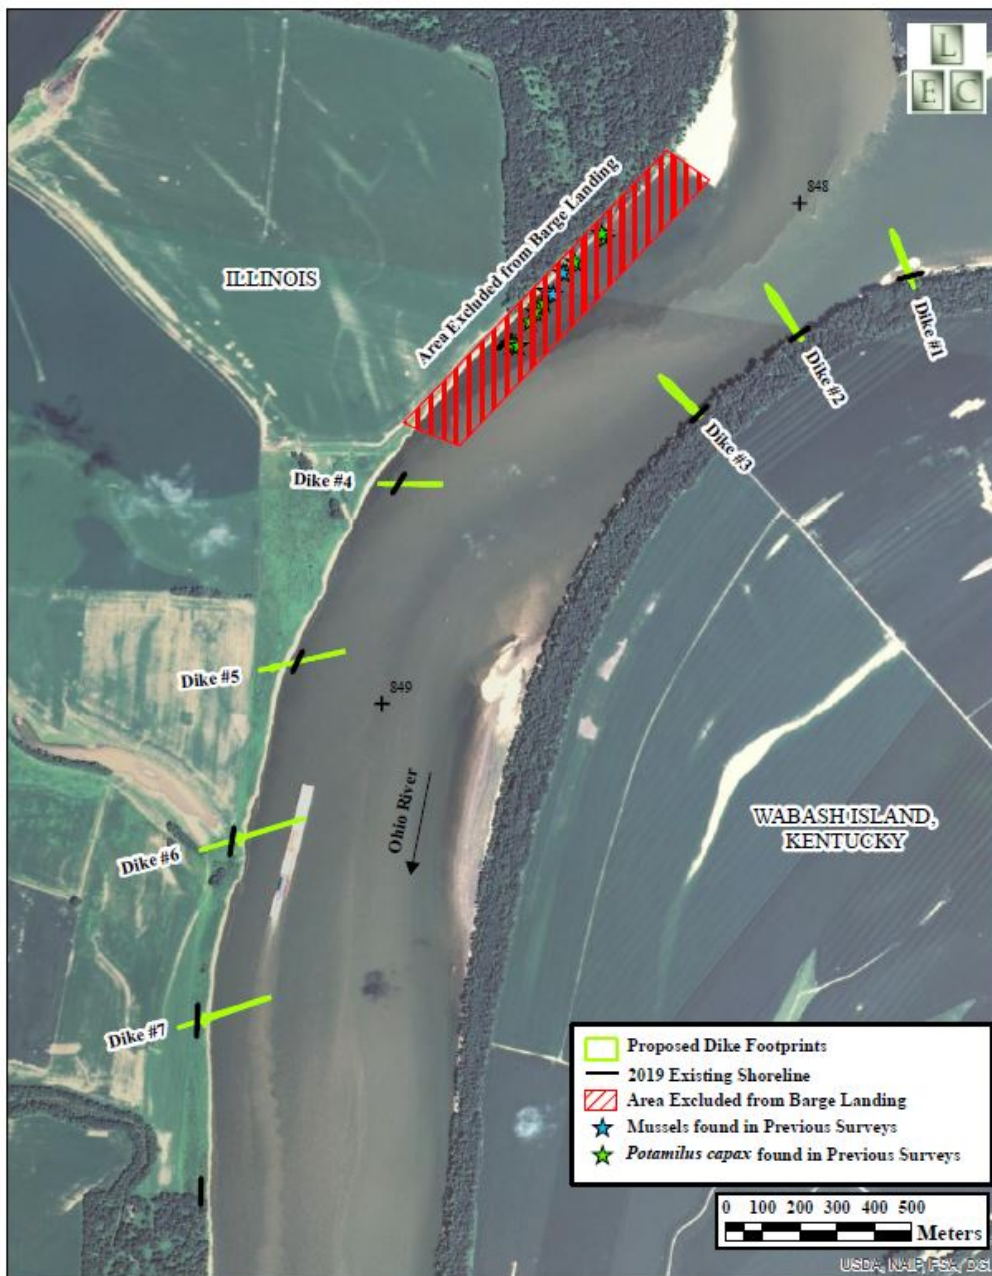 L
E C
848
Area Excluded from Barge Landing
ILLINOIS
Dike #1
Dike #2
Dike #3
Dike #4
Dike #5
849
Ohio River
WABASH ISLAND,
KENTUCKY
Dike #6
Dike #7
Proposed Dike Footprints
2019 Existing Shoreline
Area Excluded from Barge Landing
Mussels found in Previous Surveys
Potamilus capax found in Previous Surveys
0 100 200 300 400 500
Meters
USDA, NAIP, FSA, DGI